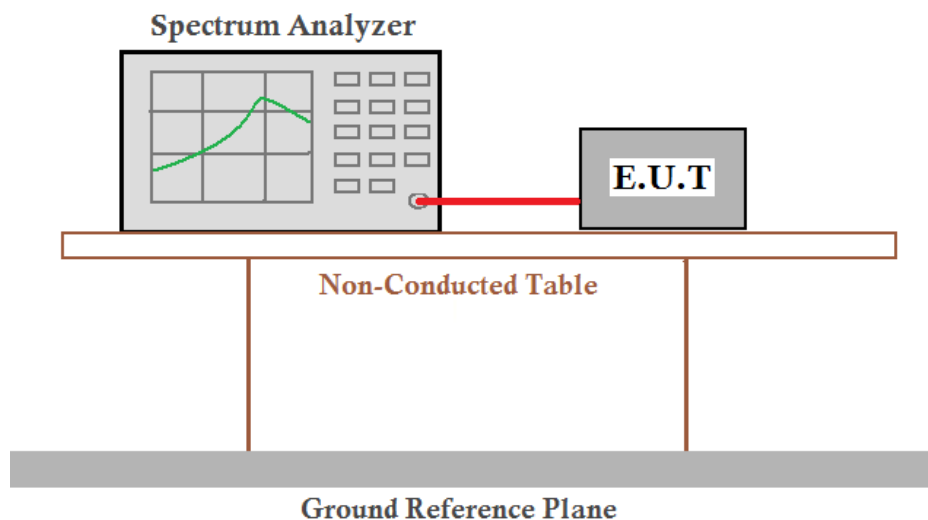 Spectrum Analyzer
E.U.T
Non-Conducted Table
Ground Reference Plane